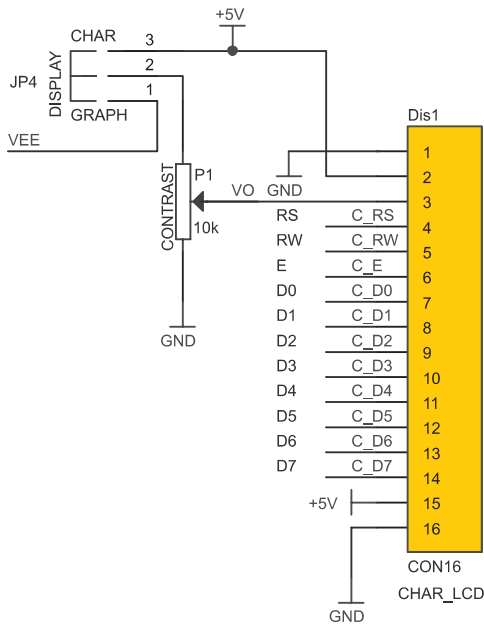 +5V
CHAR
3
2
JP4
DISPLAY
1
GRAPH
VEE
Dis1
1
GND
2
P1
CONTRAST
VO
3
10k
RS C_RS 4
RW C_RW 5
E C_E 6
D0 C_D0 7
D1 C_D1 8
GND
D2 C_D2 9
D3 C_D3 10
D4 C_D4 11
D5 C_D5 12
D6 C_D6 13
D7 C_D7 14
+5V 15
16
CON16
CHAR_LCD
GND